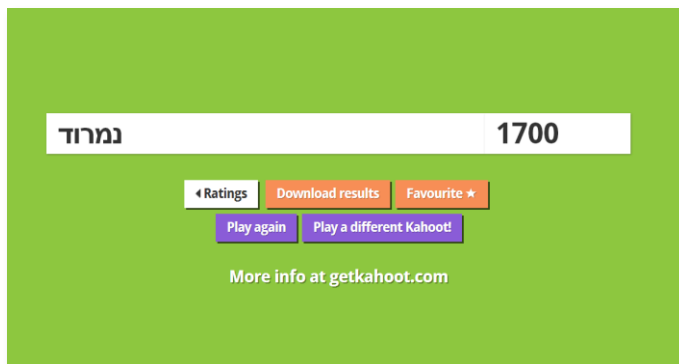 נמרוד 1700
Ratings Download results Favourite ★
Play again Play a different Kahoot!
More info at getkahoot.com